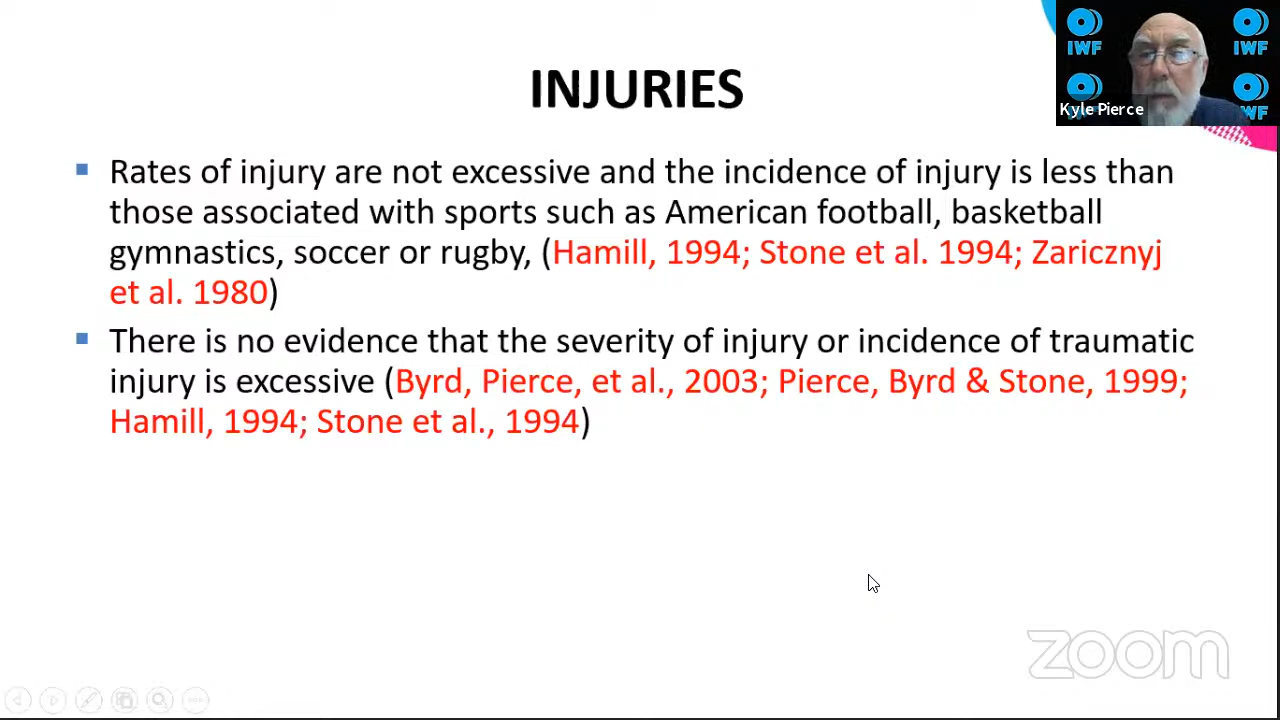 INJURIES
IWF
IWF
Kyle Pierce
WF
Rates of injury are not excessive and the incidence of injury is less than
those associated with sports such as American football, basketball
gymnastics, soccer or rugby, (Hamill, 1994; Stone et al. 1994; Zaricznyj
et al. 1980)
There is no evidence that the severity of injury or incidence of traumatic
injury is excessive (Byrd, Pierce, et al., 2003; Pierce, Byrd & Stone, 1999;
Hamill, 1994; Stone et al., 1994)
zoom